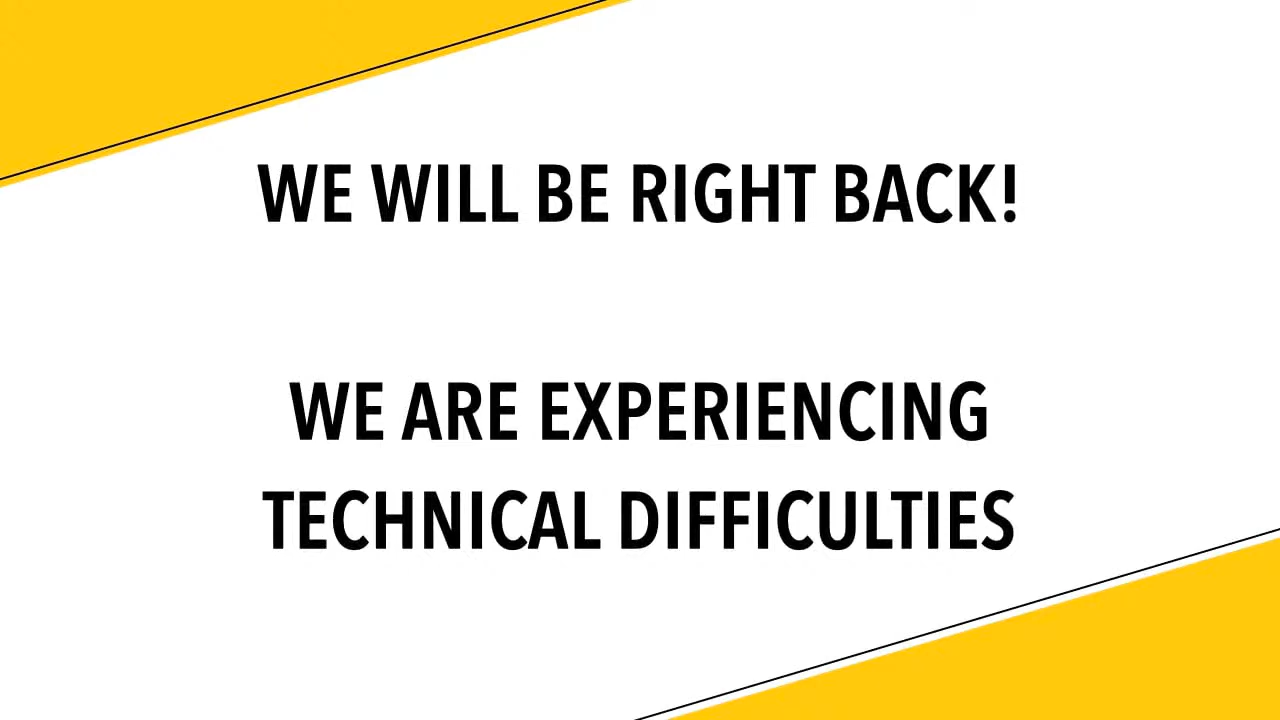 WE WILL BE RIGHT BACK!
WE ARE EXPERIENCING
TECHNICAL DIFFICULTIES